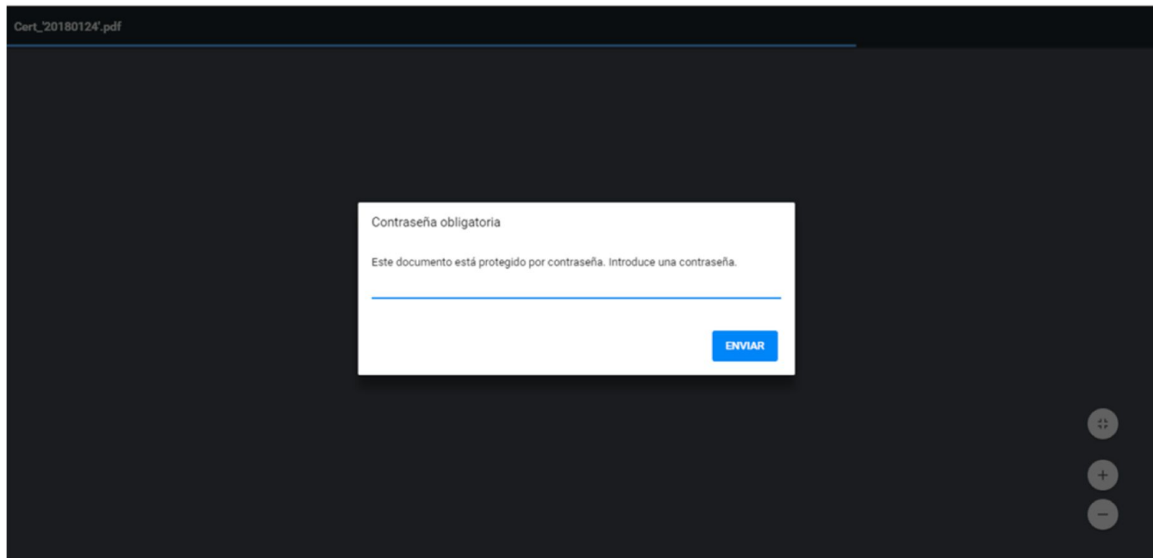 Cert_'20180124'.pdf
Contraseña obligatoria
Este documento está protegido por contraseña. Introduce una contraseña.
ENVIAR